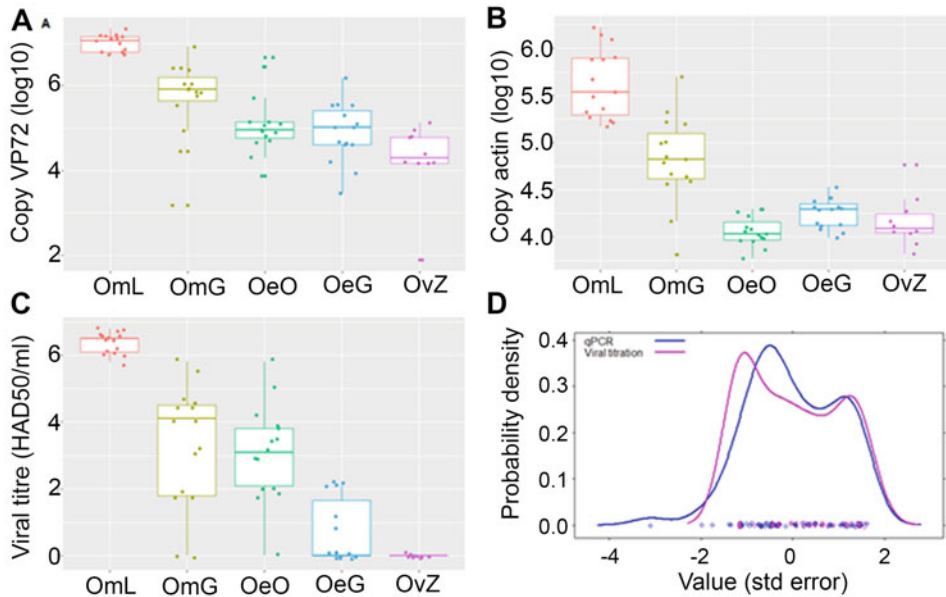 A
A
Copy VP72 (log10)
6
4
2
OmL OmG OeO OeG OvZ
B
Copy actin (log10)
6.0
5.5
5.0
4.5
4.0
OmL OmG OeO OeG OvZ
C
Viral titre (HAD50/ml)
6
4
2
0
OmL OmG OeO OeG OvZ
D
qPCR
Viral titration
Probability density
0.4
0.3
0.2
0.1
0.0
-4 -2 0 2
Value (std error)